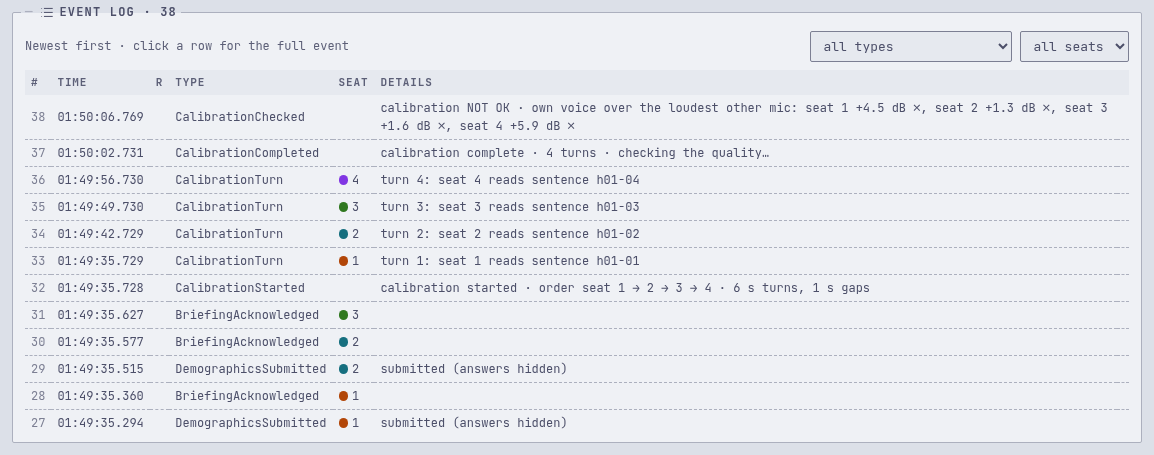 EVENT LOG · 38
Newest first · click a row for the full event
all types
all seats
# TIME R TYPE SEAT DETAILS
38 01:50:06.769 CalibrationChecked calibration NOT OK · own voice over the loudest other mic: seat 1 +4.5 dB ×, seat 2 +1.3 dB ×, seat 3
+1.6 dB ×, seat 4 +5.9 dB ×
37 01:50:02.731 CalibrationCompleted calibration complete · 4 turns · checking the quality…
36 01:49:56.730 CalibrationTurn 4 turn 4: seat 4 reads sentence h01-04
35 01:49:49.730 CalibrationTurn 3 turn 3: seat 3 reads sentence h01-03
34 01:49:42.729 CalibrationTurn 2 turn 2: seat 2 reads sentence h01-02
33 01:49:35.729 CalibrationTurn 1 turn 1: seat 1 reads sentence h01-01
32 01:49:35.728 CalibrationStarted calibration started · order seat 1 → 2 → 3 → 4 · 6 s turns, 1 s gaps
31 01:49:35.627 BriefingAcknowledged 3
30 01:49:35.577 BriefingAcknowledged 2
29 01:49:35.515 DemographicsSubmitted 2 submitted (answers hidden)
28 01:49:35.360 BriefingAcknowledged 1
27 01:49:35.294 DemographicsSubmitted 1 submitted (answers hidden)